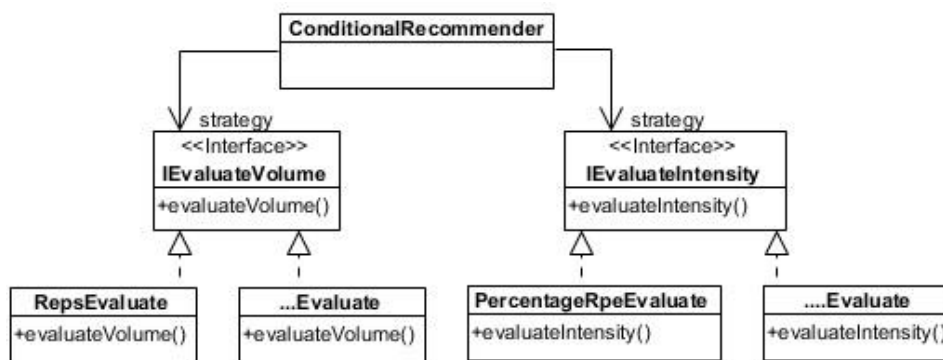 ConditionalRecommender
strategy
<<Interface>>
IEvaluateVolume
+evaluateVolume()
strategy
<<Interface>>
IEvaluateIntensity
+evaluateIntensity()
RepsEvaluate
+evaluateVolume()
...Evaluate
+evaluateVolume()
PercentageRpeEvaluate
+evaluateIntensity()
....Evaluate
+evaluateIntensity()